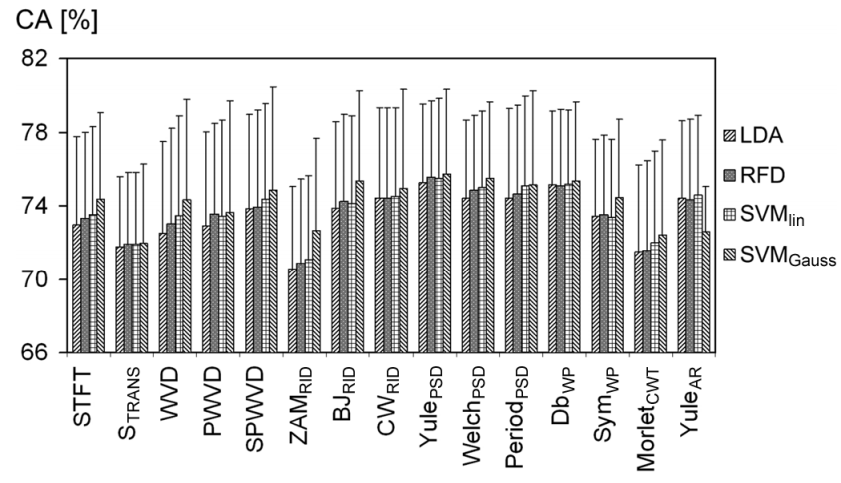 CA [%]
82
78
74
70
66
LDA
RFD
SVMlin
SVMGauss
STFT
STRANS
WVD
PWVD
SPWVD
ZAMRID
BJRID
CWRID
YulePSD
WelchPSD
PeriodPSD
DbWP
SymWP
MorletCWT
YuleAR